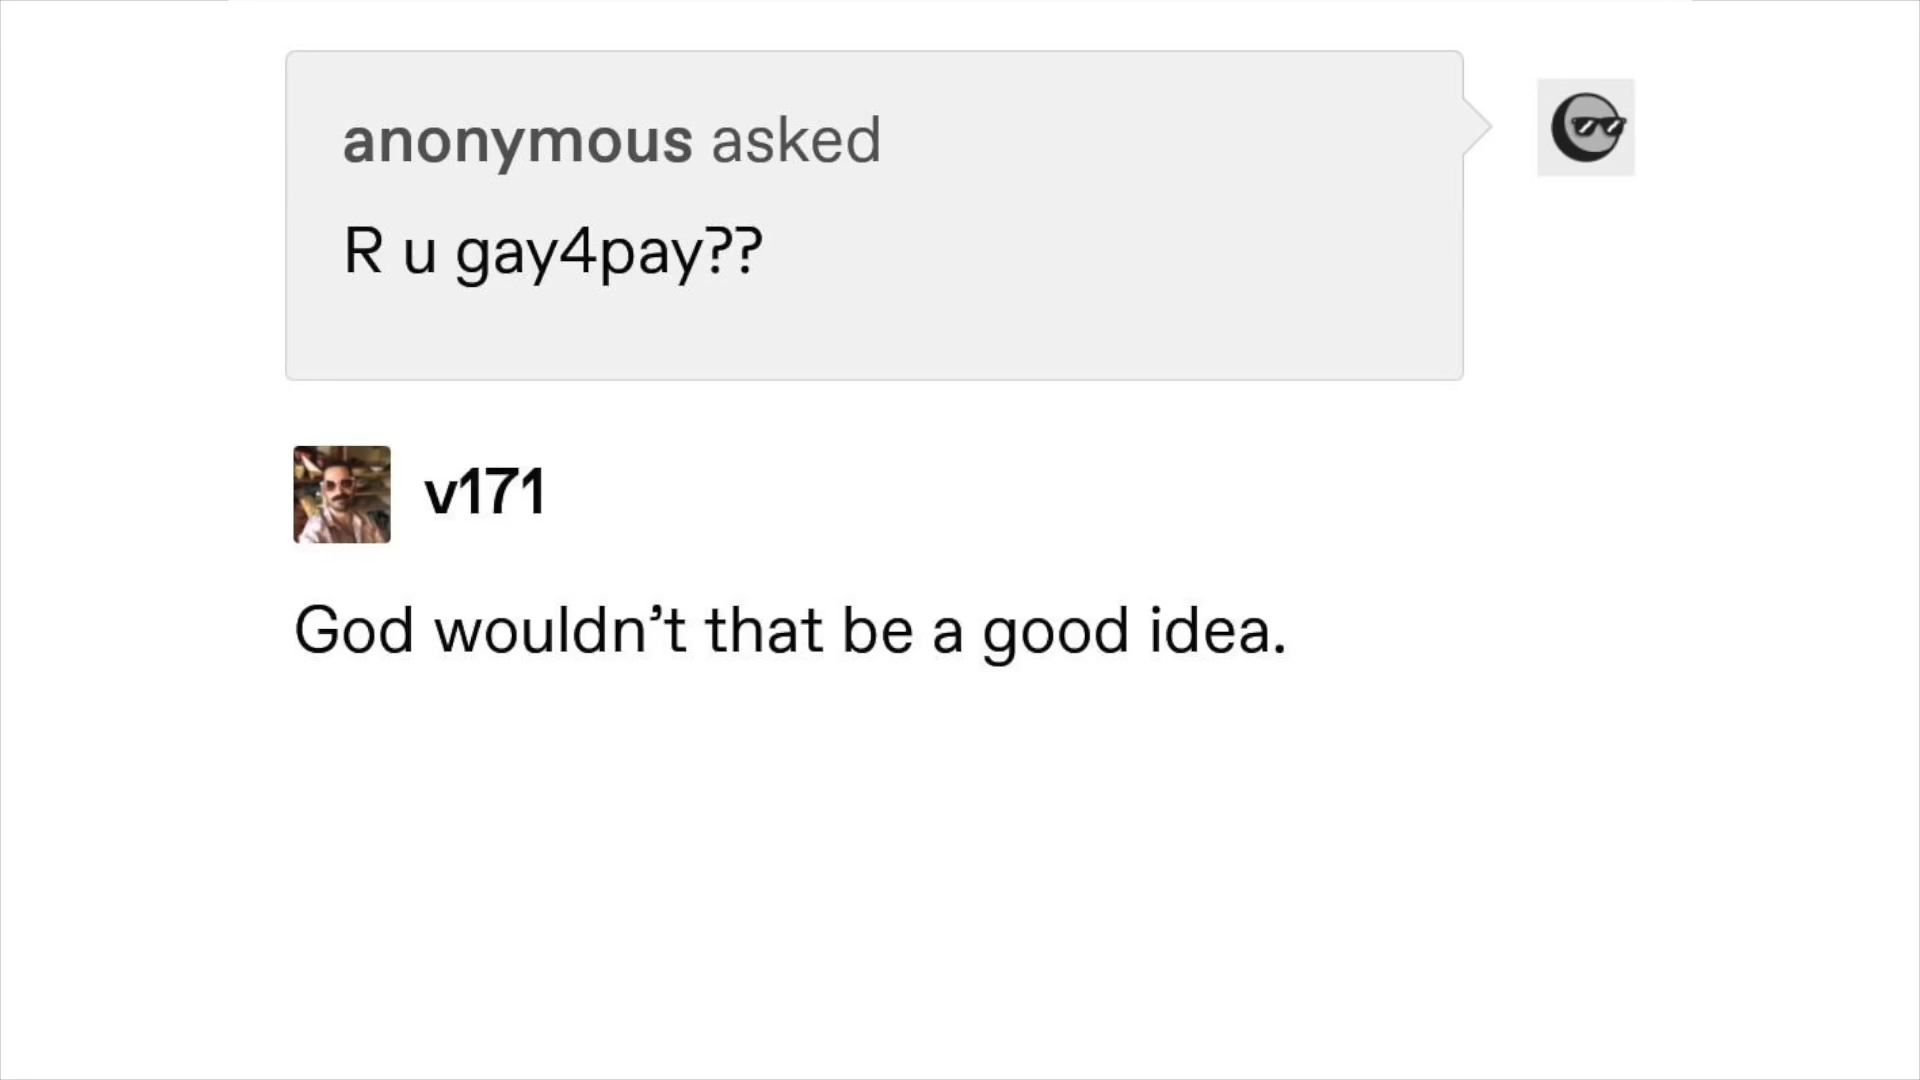 anonymous asked
R u gay4pay??
v171
God wouldn’t that be a good idea.